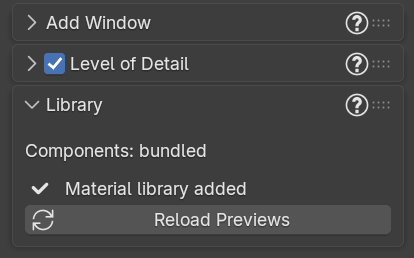 Add Window
Level of Detail
Library
Components: bundled
Material library added
Reload Previews